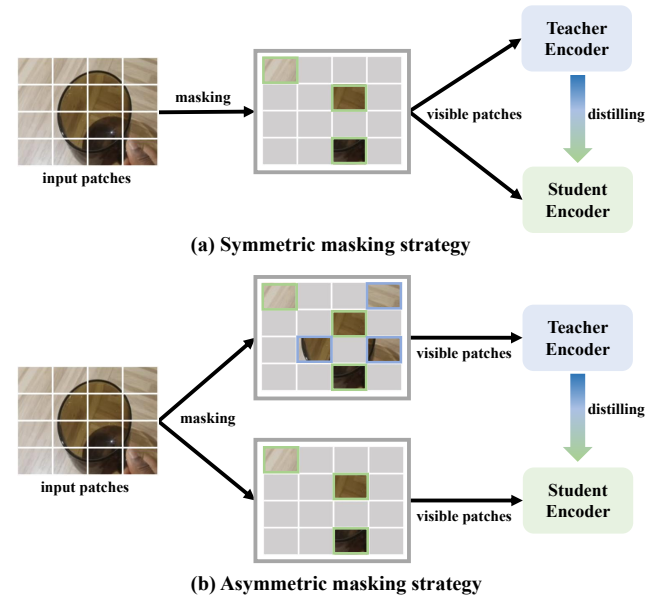 Teacher
Encoder
masking
visible patches
distilling
input patches
Student
Encoder
(a) Symmetric masking strategy
Teacher
Encoder
visible patches
masking
distilling
input patches
Student
Encoder
visible patches
(b) Asymmetric masking strategy